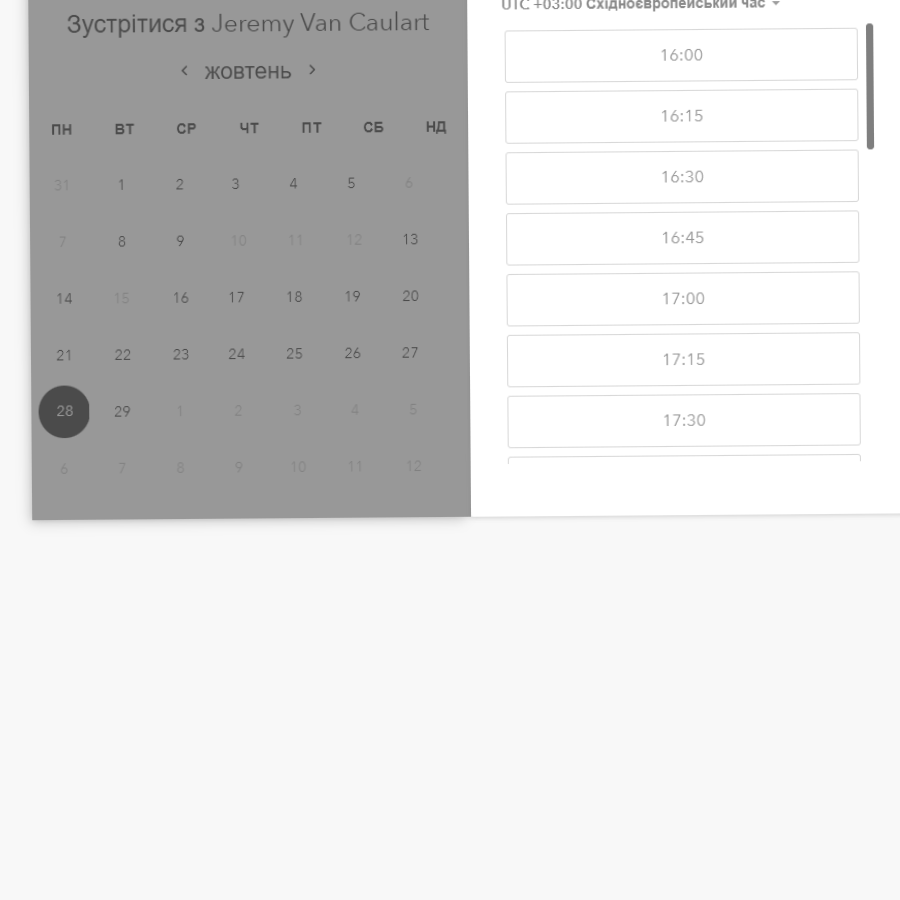 Зустрітися з Jeremy Van Caulart
жовтень
ПН ВТ СР ЧТ ПТ СБ НД
31 1 2 3 4 5 6
7 8 9 10 11 12 13
14 15 16 17 18 19 20
21 22 23 24 25 26 27
28 29 1 2 3 4 5
6 7 8 9 10 11 12
UTC +03:00 Східноєвропейський час
16:00
16:15
16:30
16:45
17:00
17:15
17:30